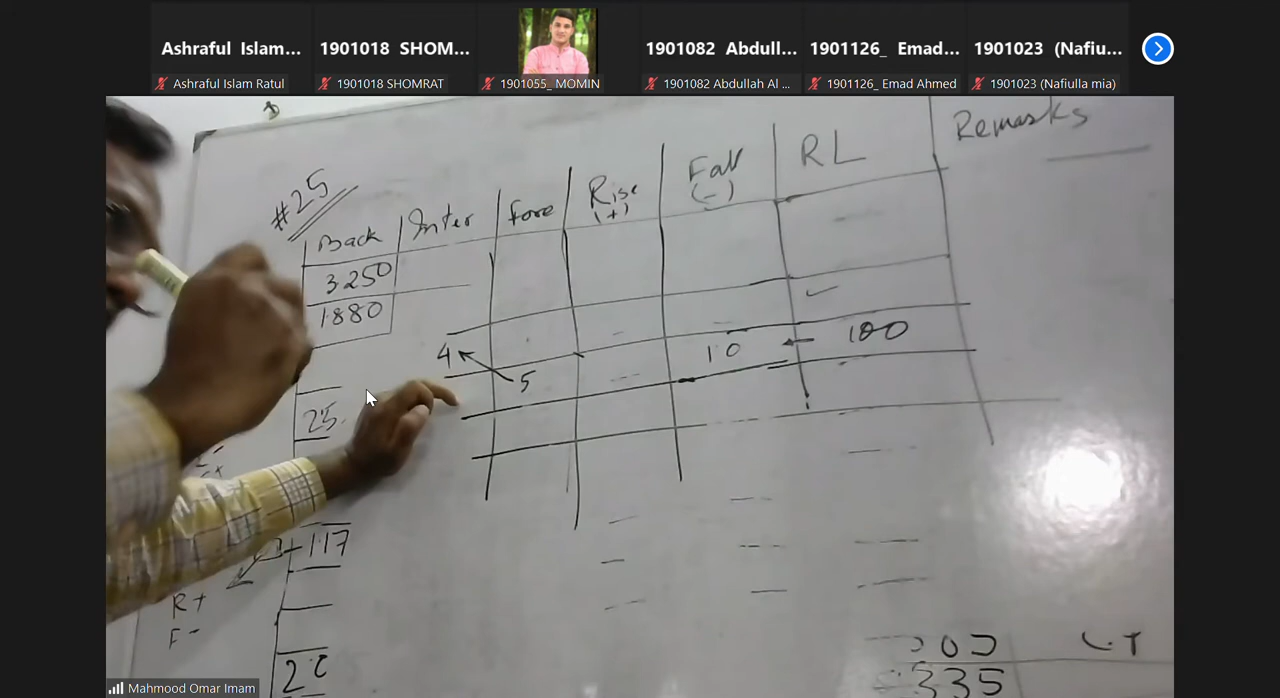 Ashraful Islam... 1901018 SHOM... 1901082 Abdull... 1901126_ Emad... 1901023 (Nafiu...
Ashraful Islam Ratul 1901018 SHOMRAT 1901055_ MOMIN 1901082 Abdullah Al ... 1901126_ Emad Ahmed 1901023 (Nafiulla mia)
#25
Back Inter Fore Rise Fall RL Remarks
(+) (-)
3.250
1.880
4 10 100
5
25.
1.17
R+
F-
335
Mahmood Omar Imam